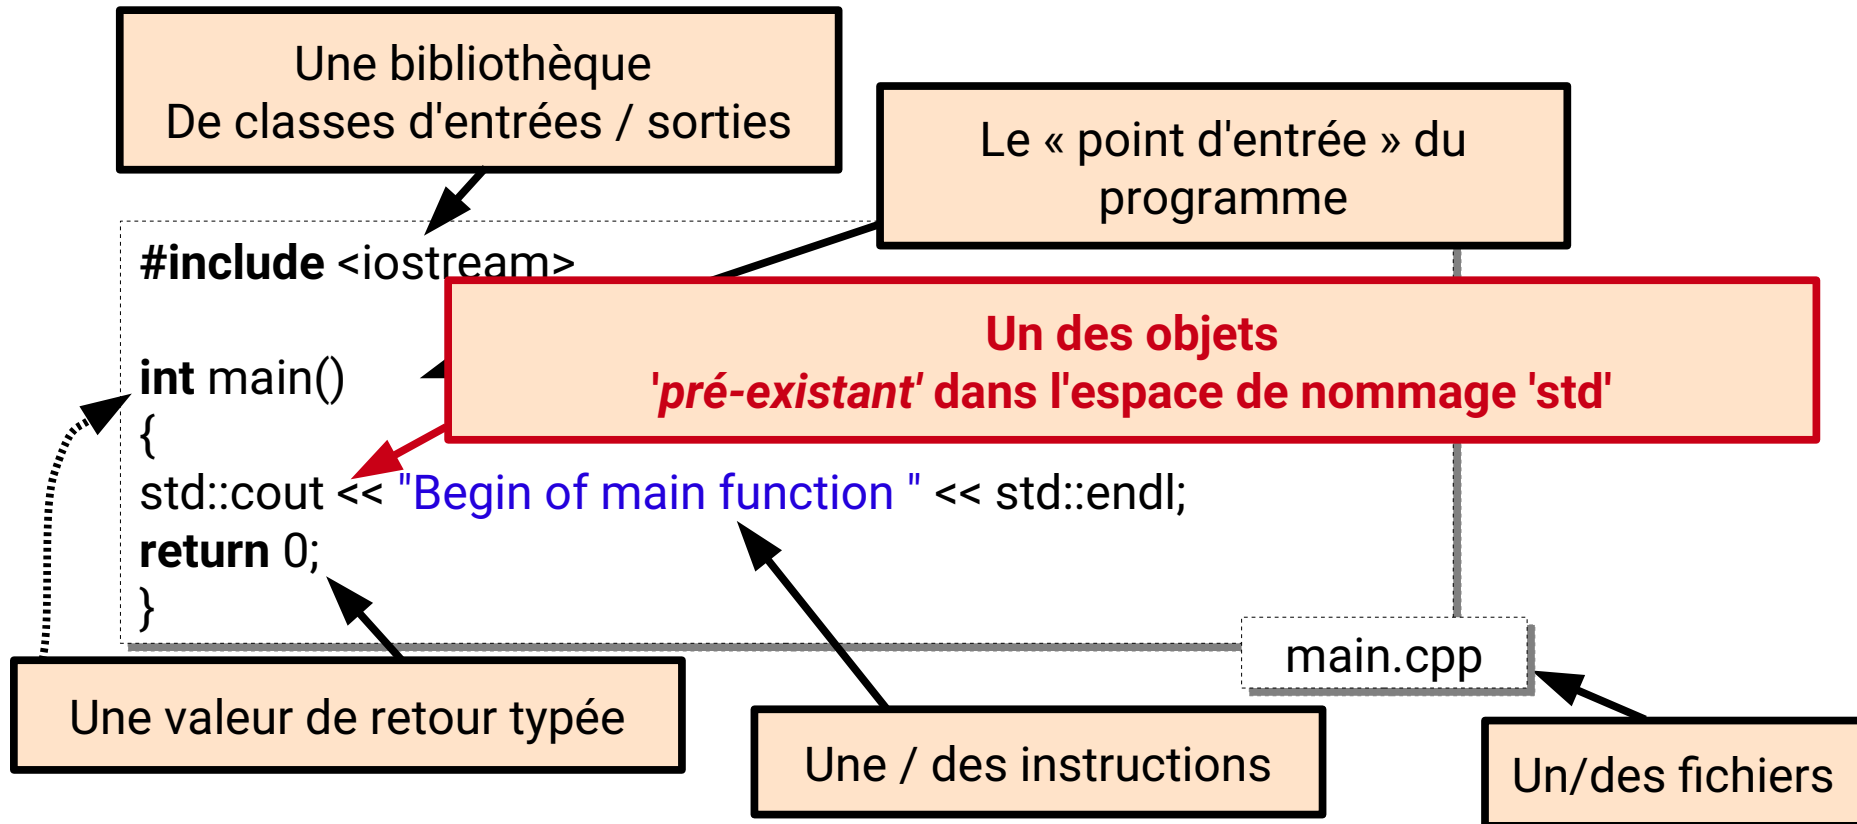 Une bibliothèque
De classes d'entrées / sorties
Le « point d'entrée » du
programme
#include <iostream>
Un des objets
'pré-existant' dans l'espace de nommage 'std'
int main()
{
std::cout << "Begin of main function " << std::endl;
return 0;
}
main.cpp
Une valeur de retour typée
Une / des instructions
Un/des fichiers